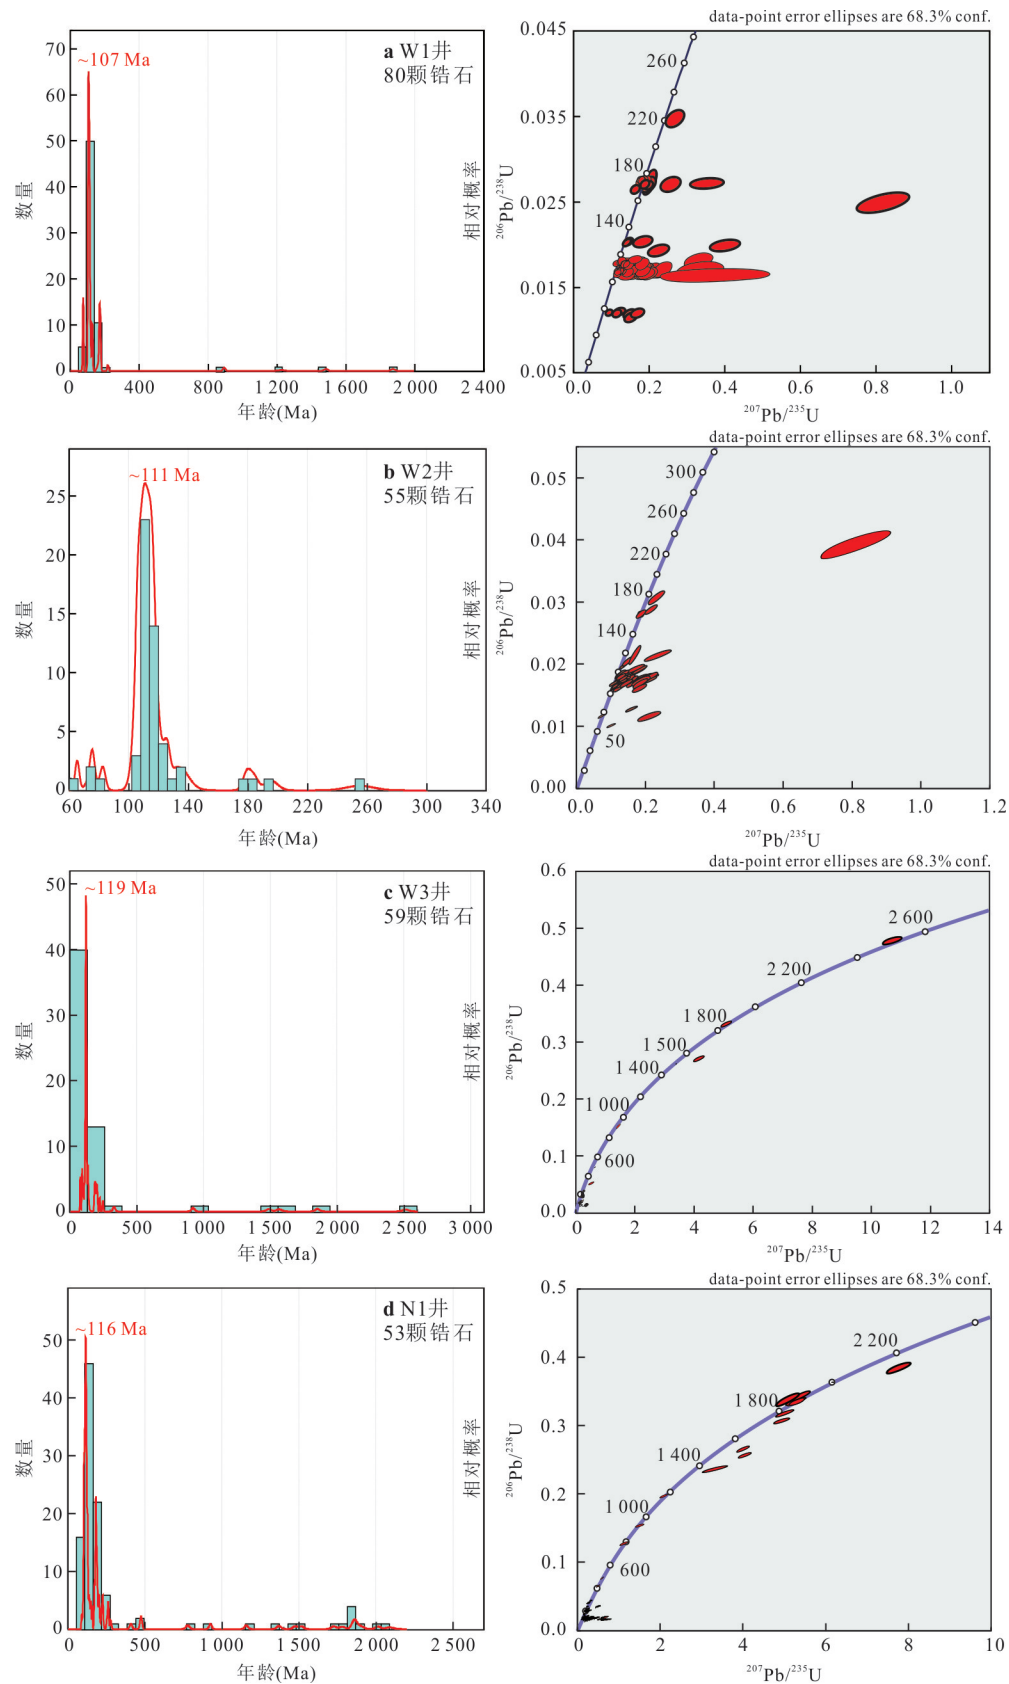 data-point error ellipses are 68.3% conf.
a W1井
80颗锆石
~107 Ma
数量
70
60
50
40
30
20
10
0
0 400 800 1 200 1 600 2 000 2 400
年龄(Ma)
相对概率
²⁰⁶Pb/²³⁸U
0.045
0.035
0.025
0.015
0.005
260
220
180
140
0.2 0.4 0.6 0.8 1.0
²⁰⁷Pb/²³⁵U
data-point error ellipses are 68.3% conf.
b W2井
55颗锆石
~111 Ma
数量
25
20
15
10
5
0
60 100 140 180 220 260 300 340
年龄(Ma)
相对概率
²⁰⁶Pb/²³⁸U
0.05
0.04
0.03
0.02
0.01
0.00
300
260
220
180
140
50
0.0 0.2 0.4 0.6 0.8 1.0 1.2
²⁰⁷Pb/²³⁵U
data-point error ellipses are 68.3% conf.
c W3井
59颗锆石
~119 Ma
数量
50
40
30
20
10
0
0 500 1 000 1 500 2 000 2 500 3 000
年龄(Ma)
相对概率
²⁰⁶Pb/²³⁸U
0.6
0.5
0.4
0.3
0.2
0.1
0.0
2 600
2 200
1 800
1 500
1 400
1 000
600
0 2 4 6 8 10 12 14
²⁰⁷Pb/²³⁵U
data-point error ellipses are 68.3% conf.
d N1井
53颗锆石
~116 Ma
数量
50
40
30
20
10
0
0 500 1 000 1 500 2 000 2 500
年龄(Ma)
相对概率
²⁰⁶Pb/²³⁸U
0.5
0.4
0.3
0.2
0.1
0.0
2 200
1 800
1 400
1 000
600
0 2 4 6 8 10
²⁰⁷Pb/²³⁵U